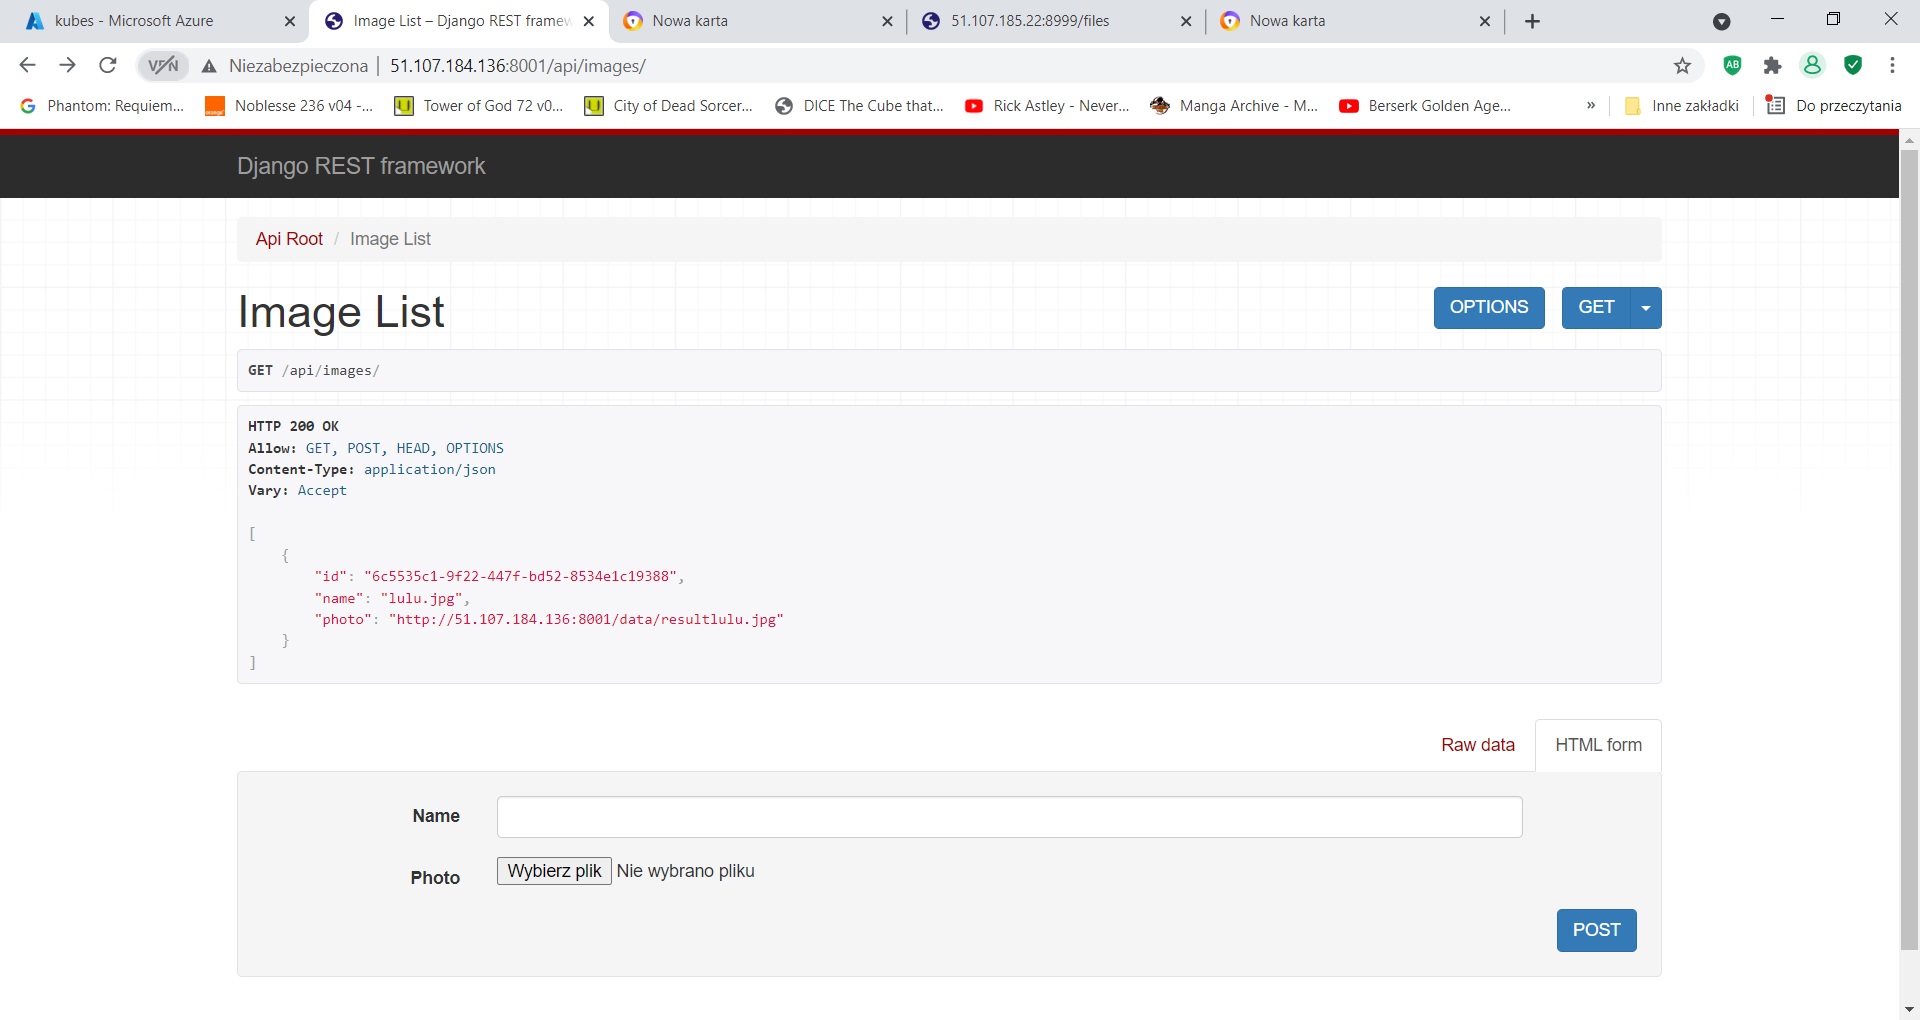 kubes - Microsoft Azure
Image List – Django REST framew
Nowa karta
51.107.185.22:8999/files
Nowa karta
VPN
Niezabezpieczona
51.107.184.136:8001/api/images/
AB
Phantom: Requiem...
Noblesse 236 v04 -...
Tower of God 72 v0...
City of Dead Sorcer...
DICE The Cube that...
Rick Astley - Never...
Manga Archive - M...
Berserk Golden Age...
»
Inne zakładki
Do przeczytania
Django REST framework
Api Root / Image List
Image List
OPTIONS
GET
GET /api/images/
HTTP 200 OK
Allow: GET, POST, HEAD, OPTIONS
Content-Type: application/json
Vary: Accept
[
{
"id": "6c5535c1-9f22-447f-bd52-8534e1c19388",
"name": "lulu.jpg",
"photo": "http://51.107.184.136:8001/data/resultlulu.jpg"
}
]
Raw data
HTML form
Name
Photo
Wybierz plik Nie wybrano pliku
POST